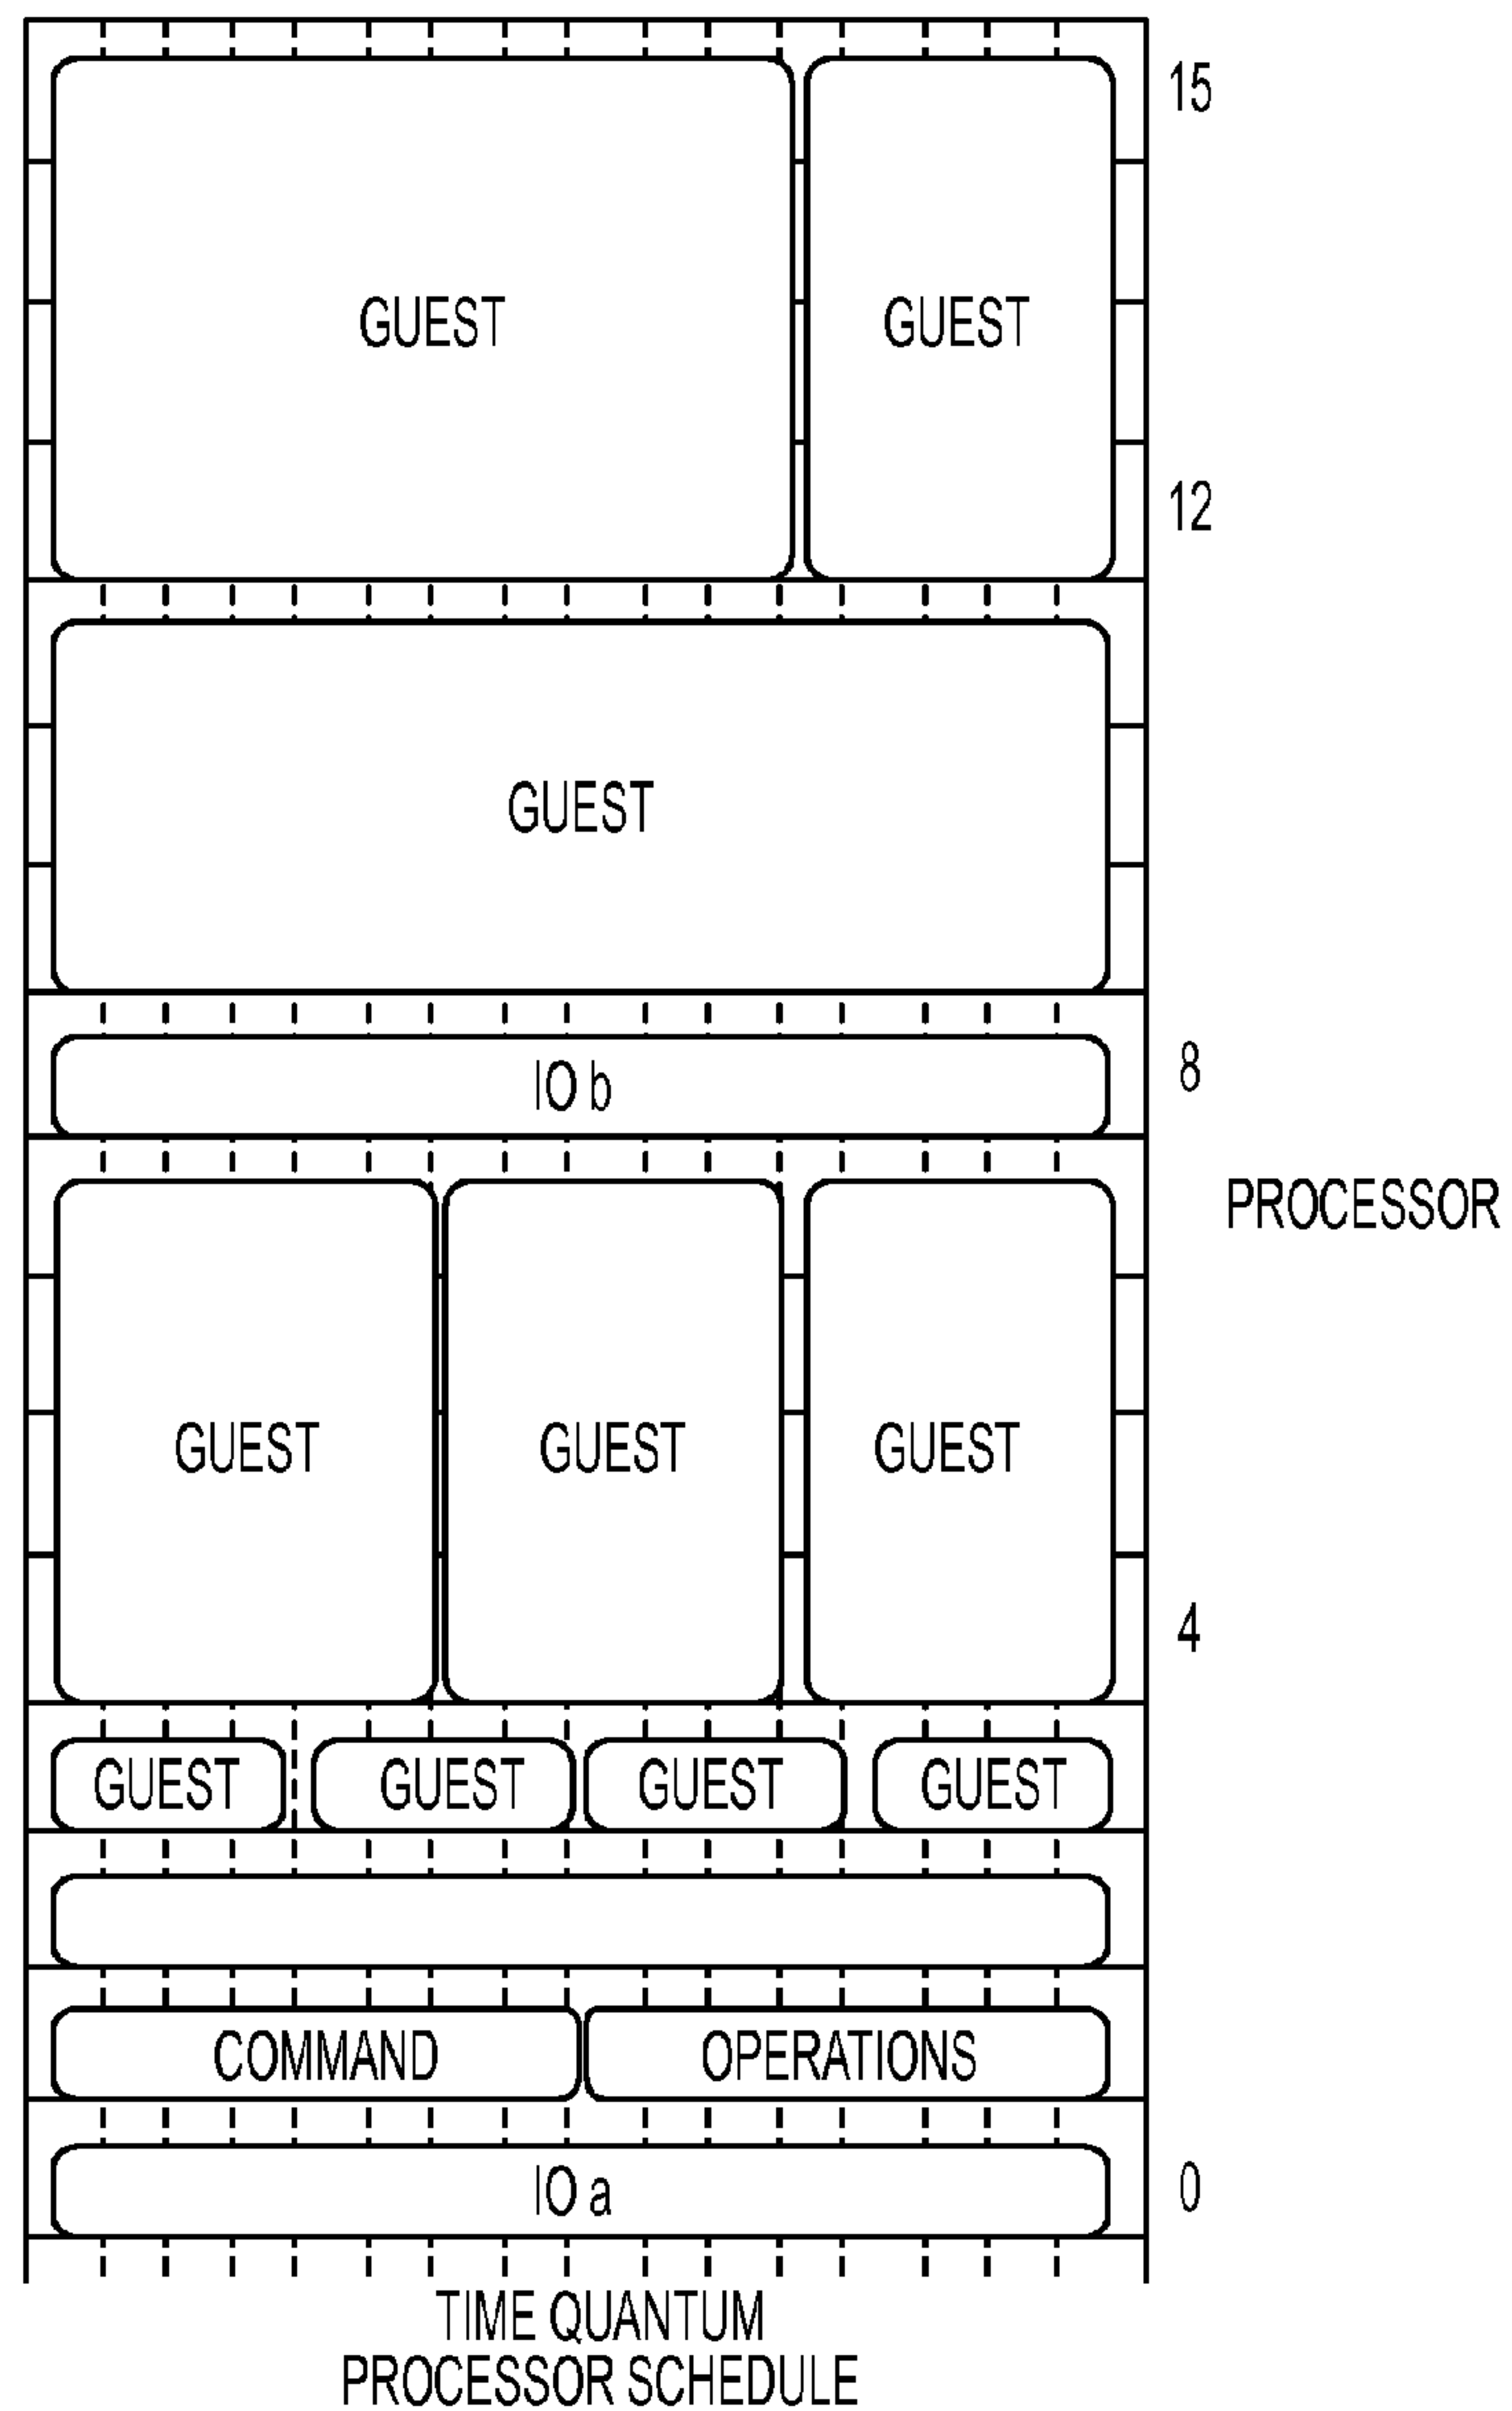 15
GUEST GUEST
12
GUEST
IO b
8
PROCESSOR
GUEST GUEST GUEST
4
GUEST GUEST GUEST GUEST
COMMAND OPERATIONS
IO a
0
TIME QUANTUM
PROCESSOR SCHEDULE